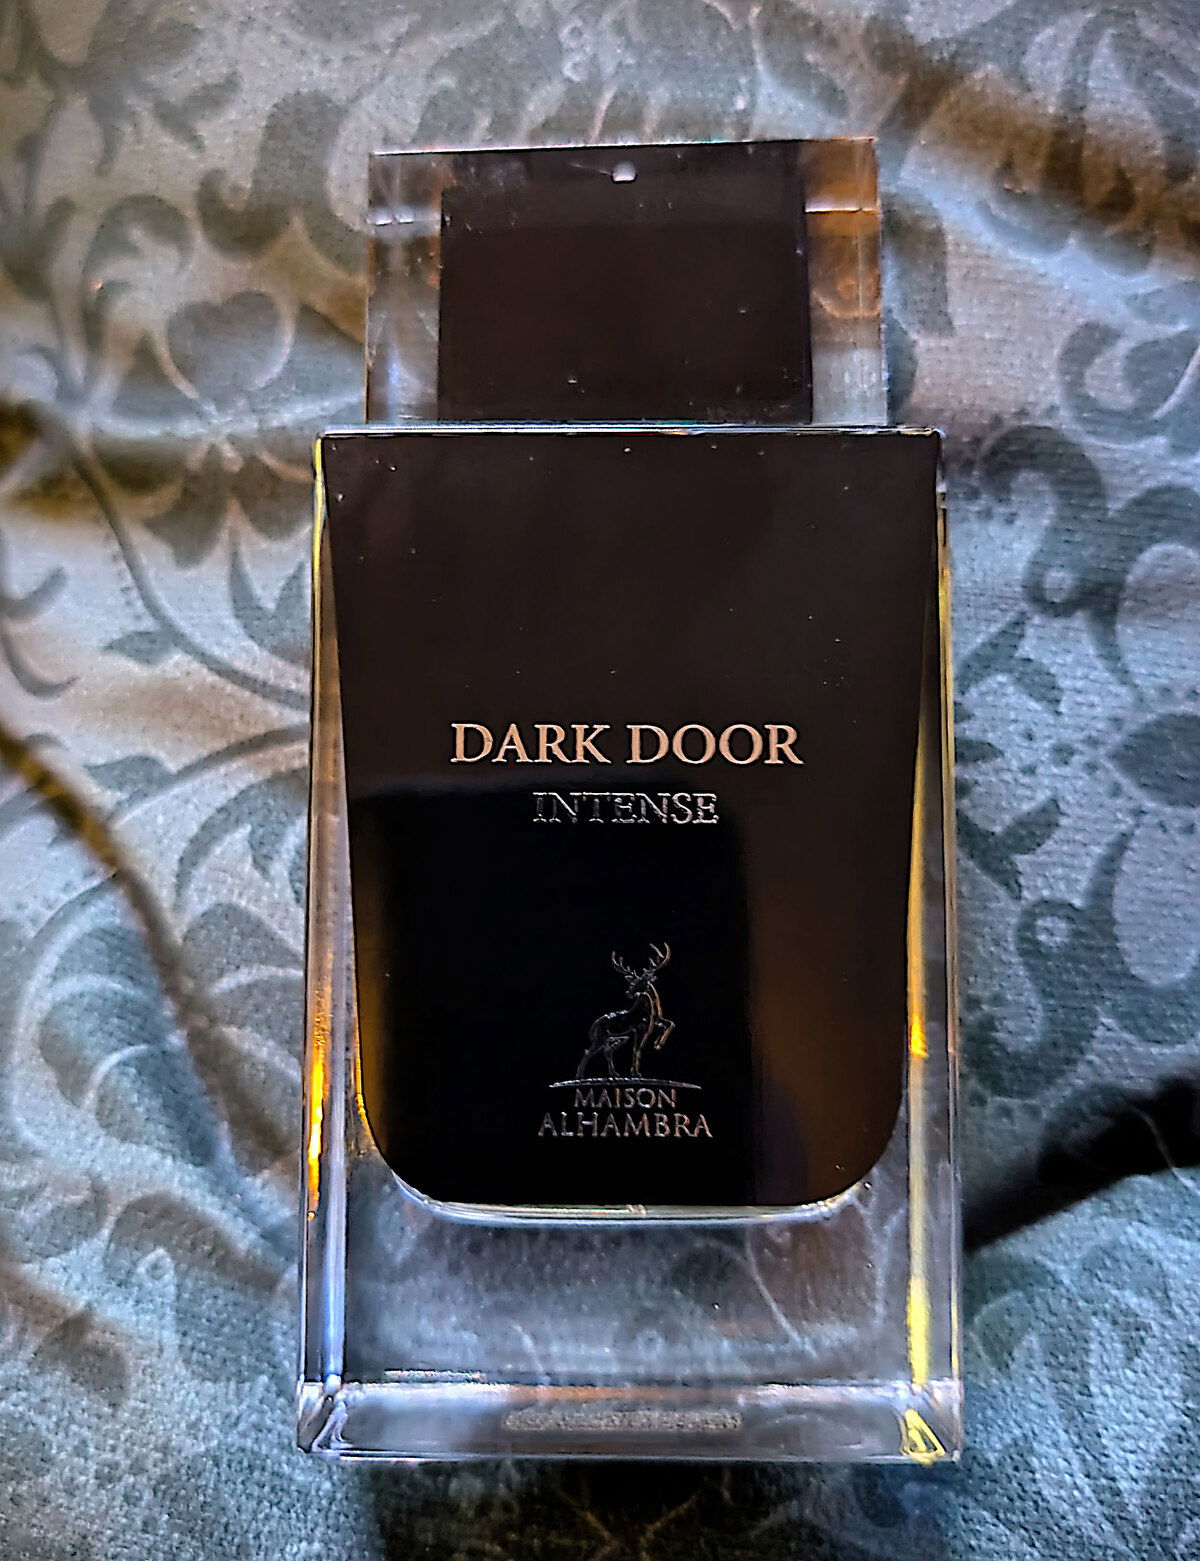 DARK DOOR
INTENSE
MAISON
ALHAMBRA